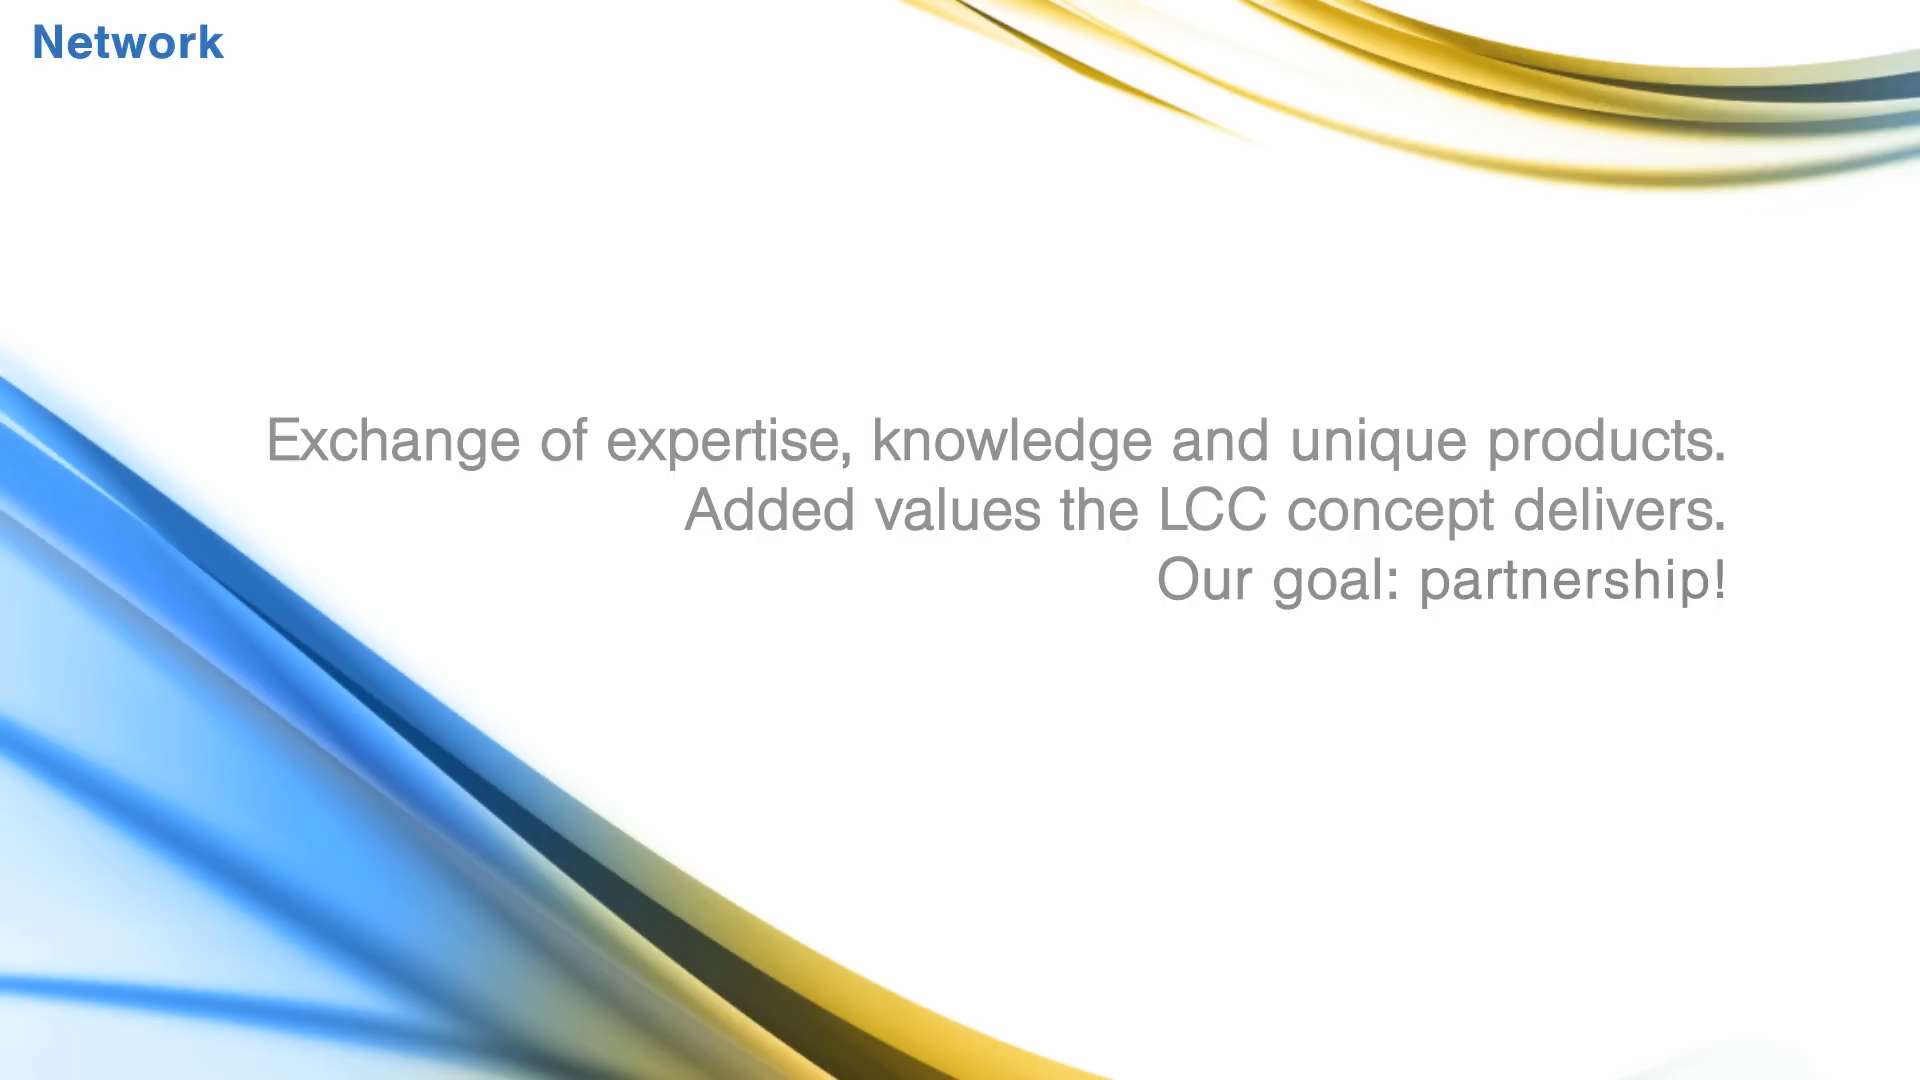 Network
Exchange of expertise, knowledge and unique products.
Added values the LCC concept delivers.
Our goal: partnership!